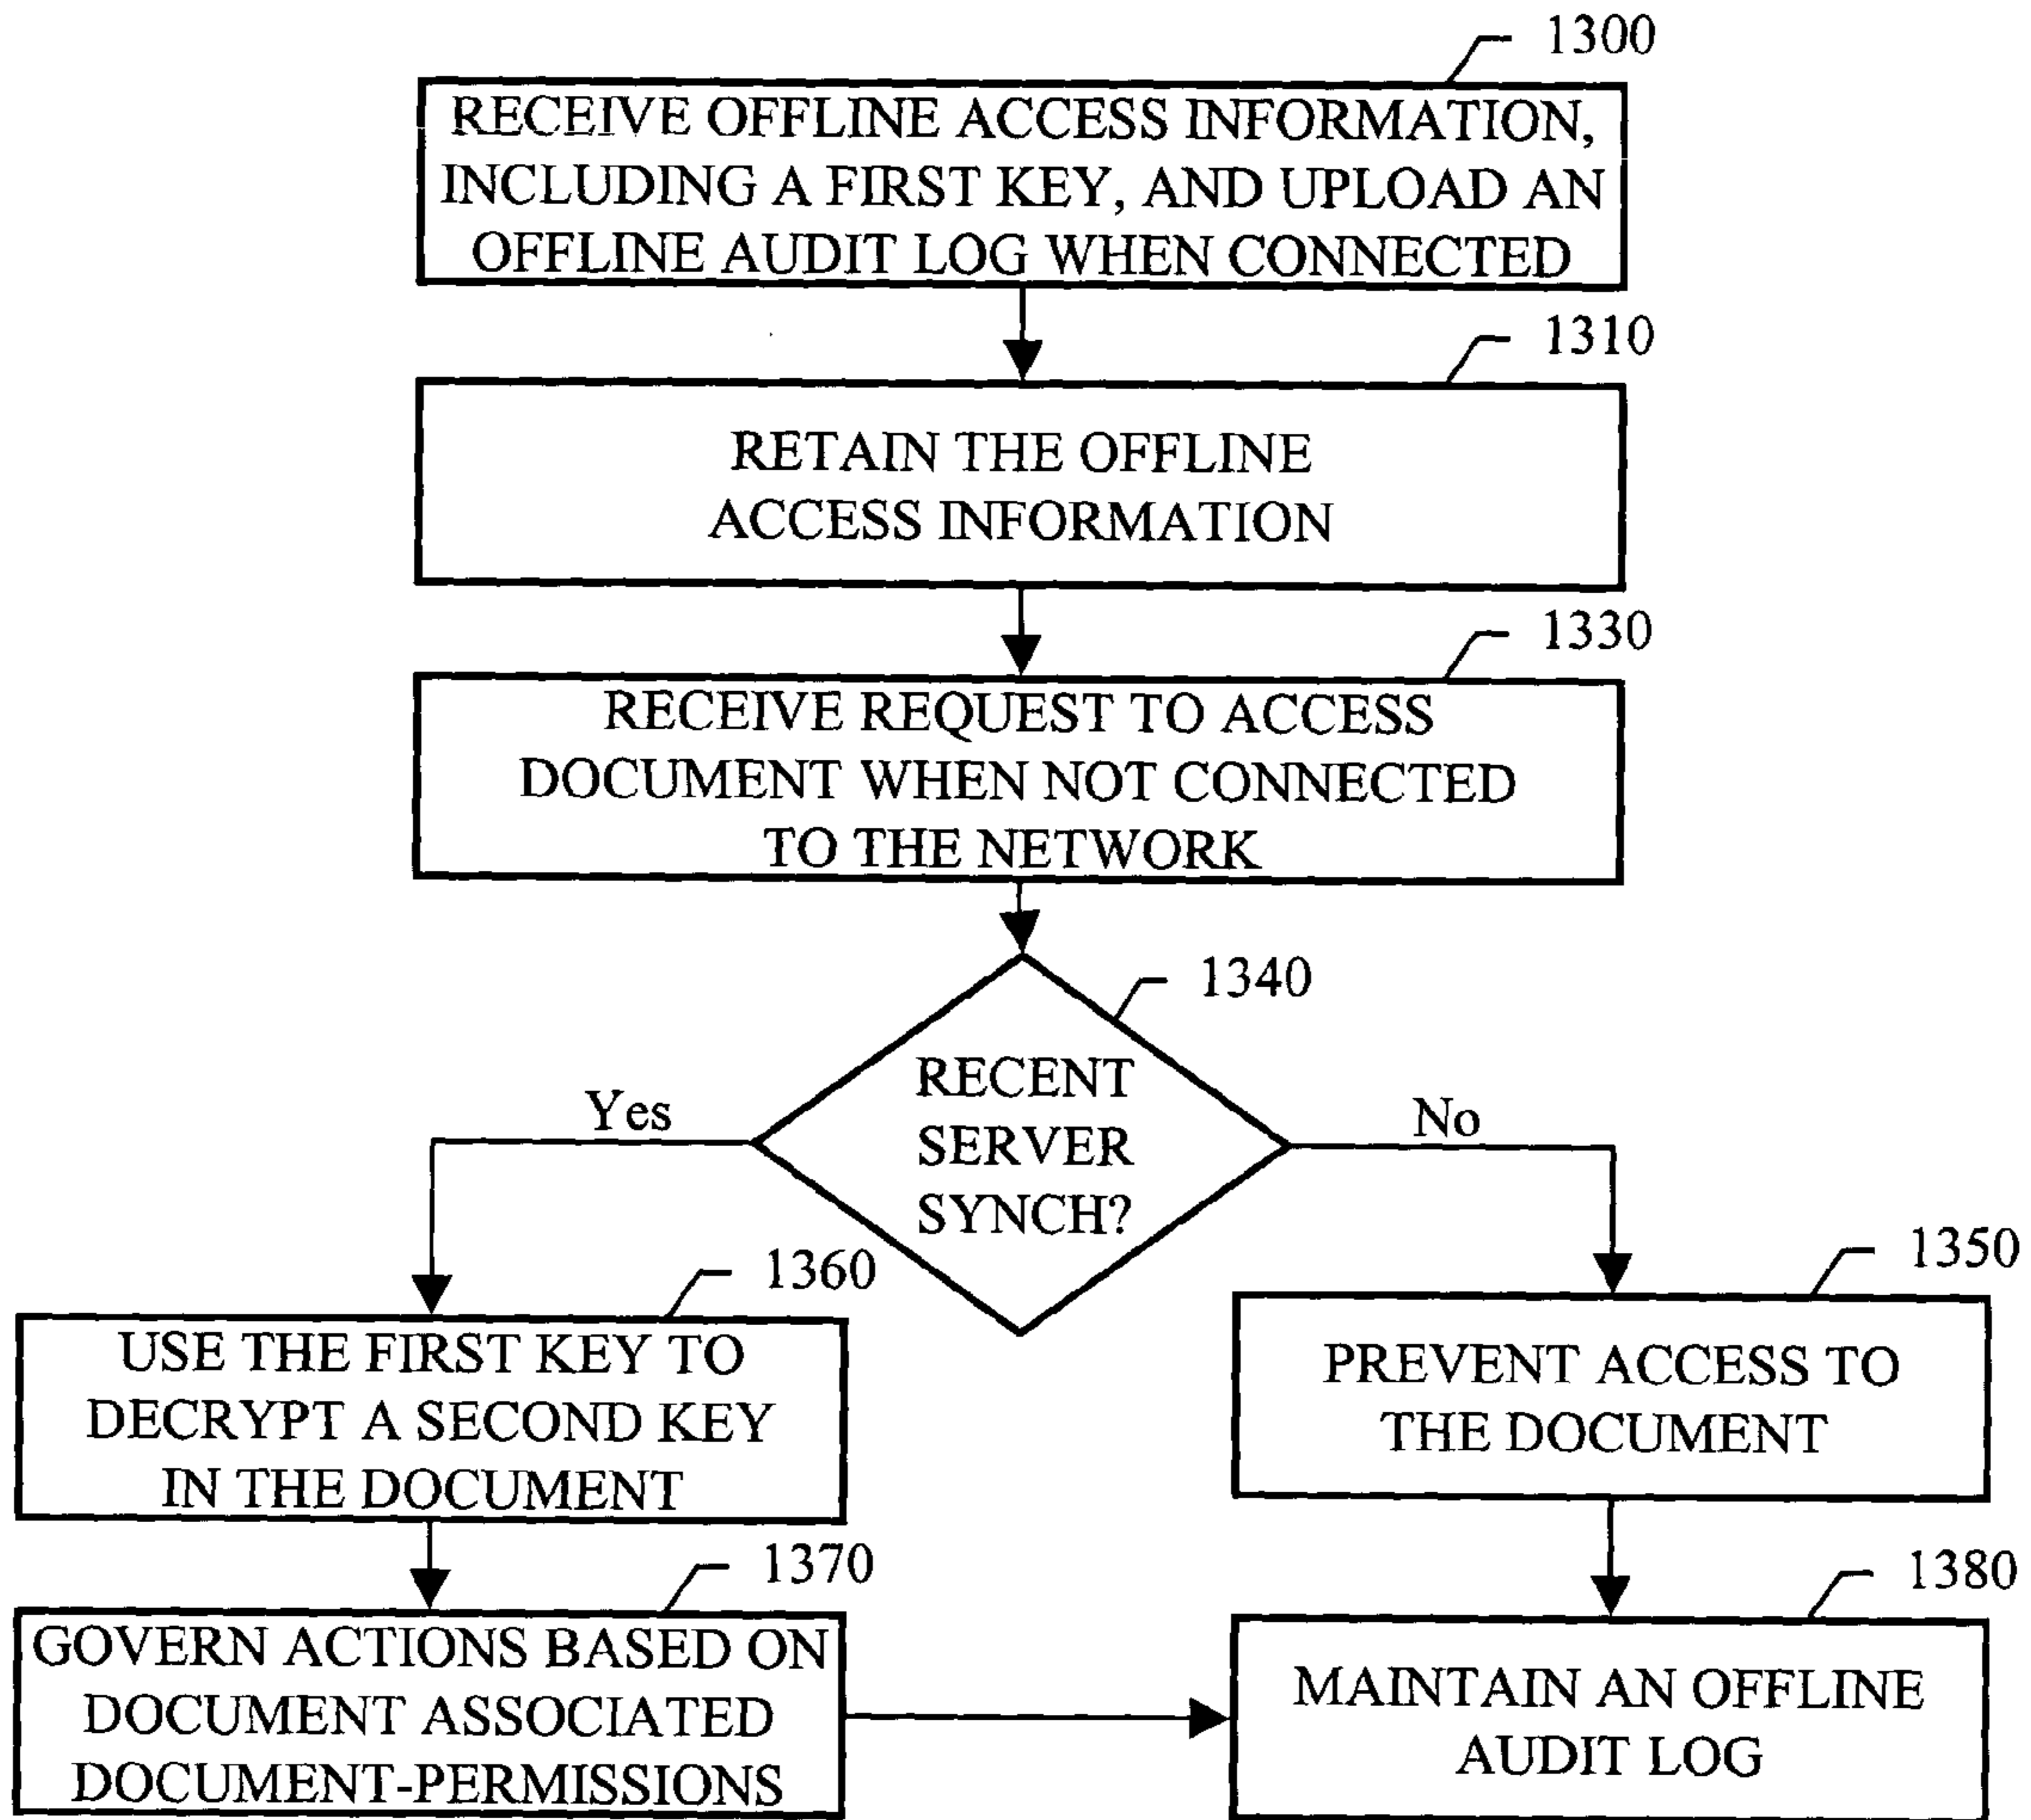 1300
RECEIVE OFFLINE ACCESS INFORMATION,
INCLUDING A FIRST KEY, AND UPLOAD AN
OFFLINE AUDIT LOG WHEN CONNECTED
1310
RETAIN THE OFFLINE
ACCESS INFORMATION
1330
RECEIVE REQUEST TO ACCESS
DOCUMENT WHEN NOT CONNECTED
TO THE NETWORK
1340
RECENT
SERVER
SYNCH?
Yes
No
1360
USE THE FIRST KEY TO
DECRYPT A SECOND KEY
IN THE DOCUMENT
1350
PREVENT ACCESS TO
THE DOCUMENT
1370
GOVERN ACTIONS BASED ON
DOCUMENT ASSOCIATED
DOCUMENT-PERMISSIONS
1380
MAINTAIN AN OFFLINE
AUDIT LOG